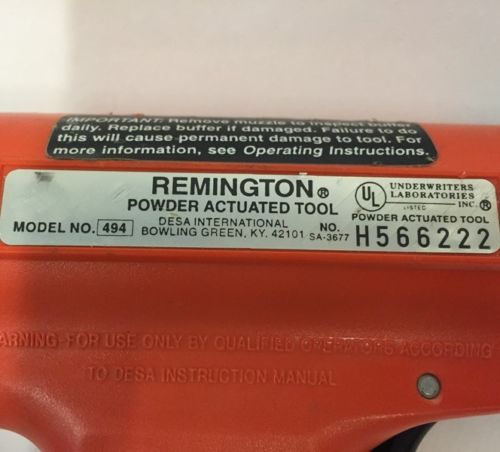 IMPORTANT: Remove muzzle to inspect buffer
daily. Replace buffer if damaged. Failure to do
this will cause permanent damage to tool. For
more information, see Operating Instructions.
REMINGTON®
POWDER ACTUATED TOOL
MODEL NO. 494
DESA INTERNATIONAL
BOWLING GREEN, KY. 42101 SA-3677
UL
UNDERWRITERS
LABORATORIES
LISTED INC.®
POWDER ACTUATED TOOL
NO. H566222
ARNING-FOR USE ONLY BY QUALIFIED OPERATORS ACCORDING
TO DESA INSTRUCTION MANUAL